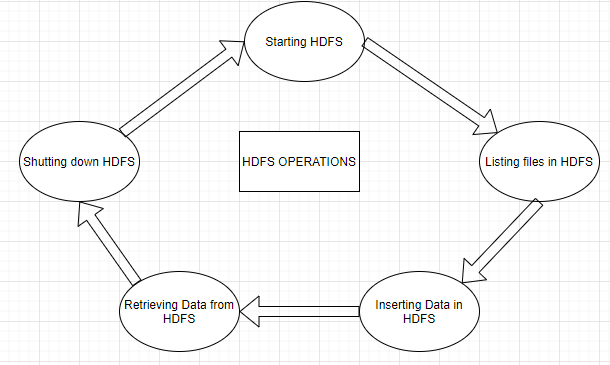 Starting HDFS
Listing files in HDFS
Inserting Data in
HDFS
Retrieving Data from
HDFS
Shutting down HDFS
HDFS OPERATIONS